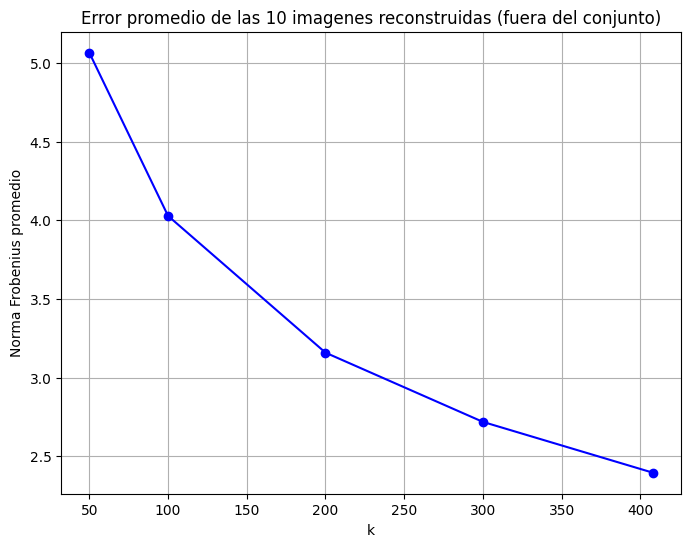 Error promedio de las 10 imagenes reconstruidas (fuera del conjunto)
Norma Frobenius promedio
5.0
4.5
4.0
3.5
3.0
2.5
50 100 150 200 250 300 350 400
k